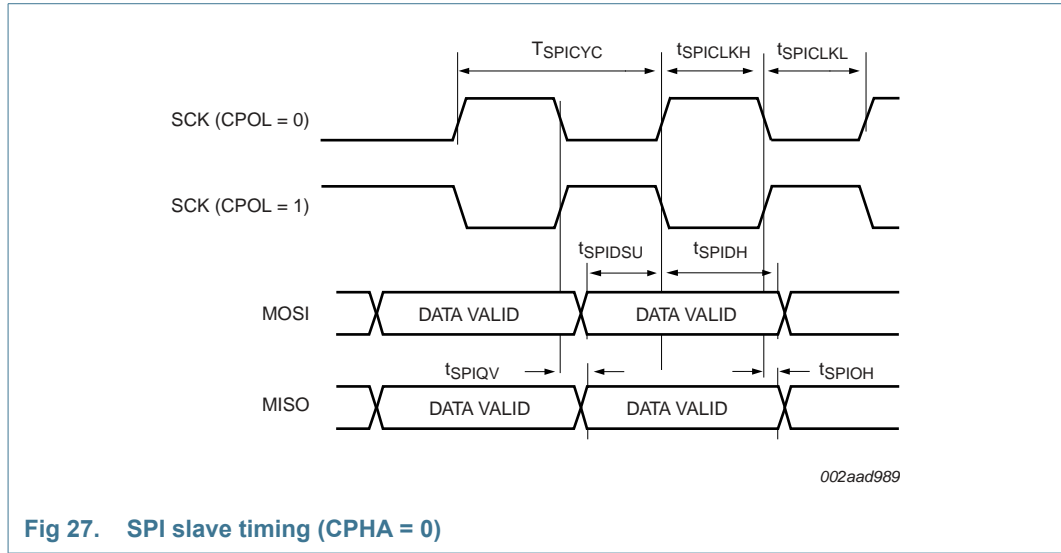 TSPICYC tSPICLKH tSPICLKL
SCK (CPOL = 0)
SCK (CPOL = 1)
tSPIDSU tSPIDH
MOSI DATA VALID DATA VALID
tSPIQV tSPIOH
MISO DATA VALID DATA VALID
002aad989
Fig 27. SPI slave timing (CPHA = 0)